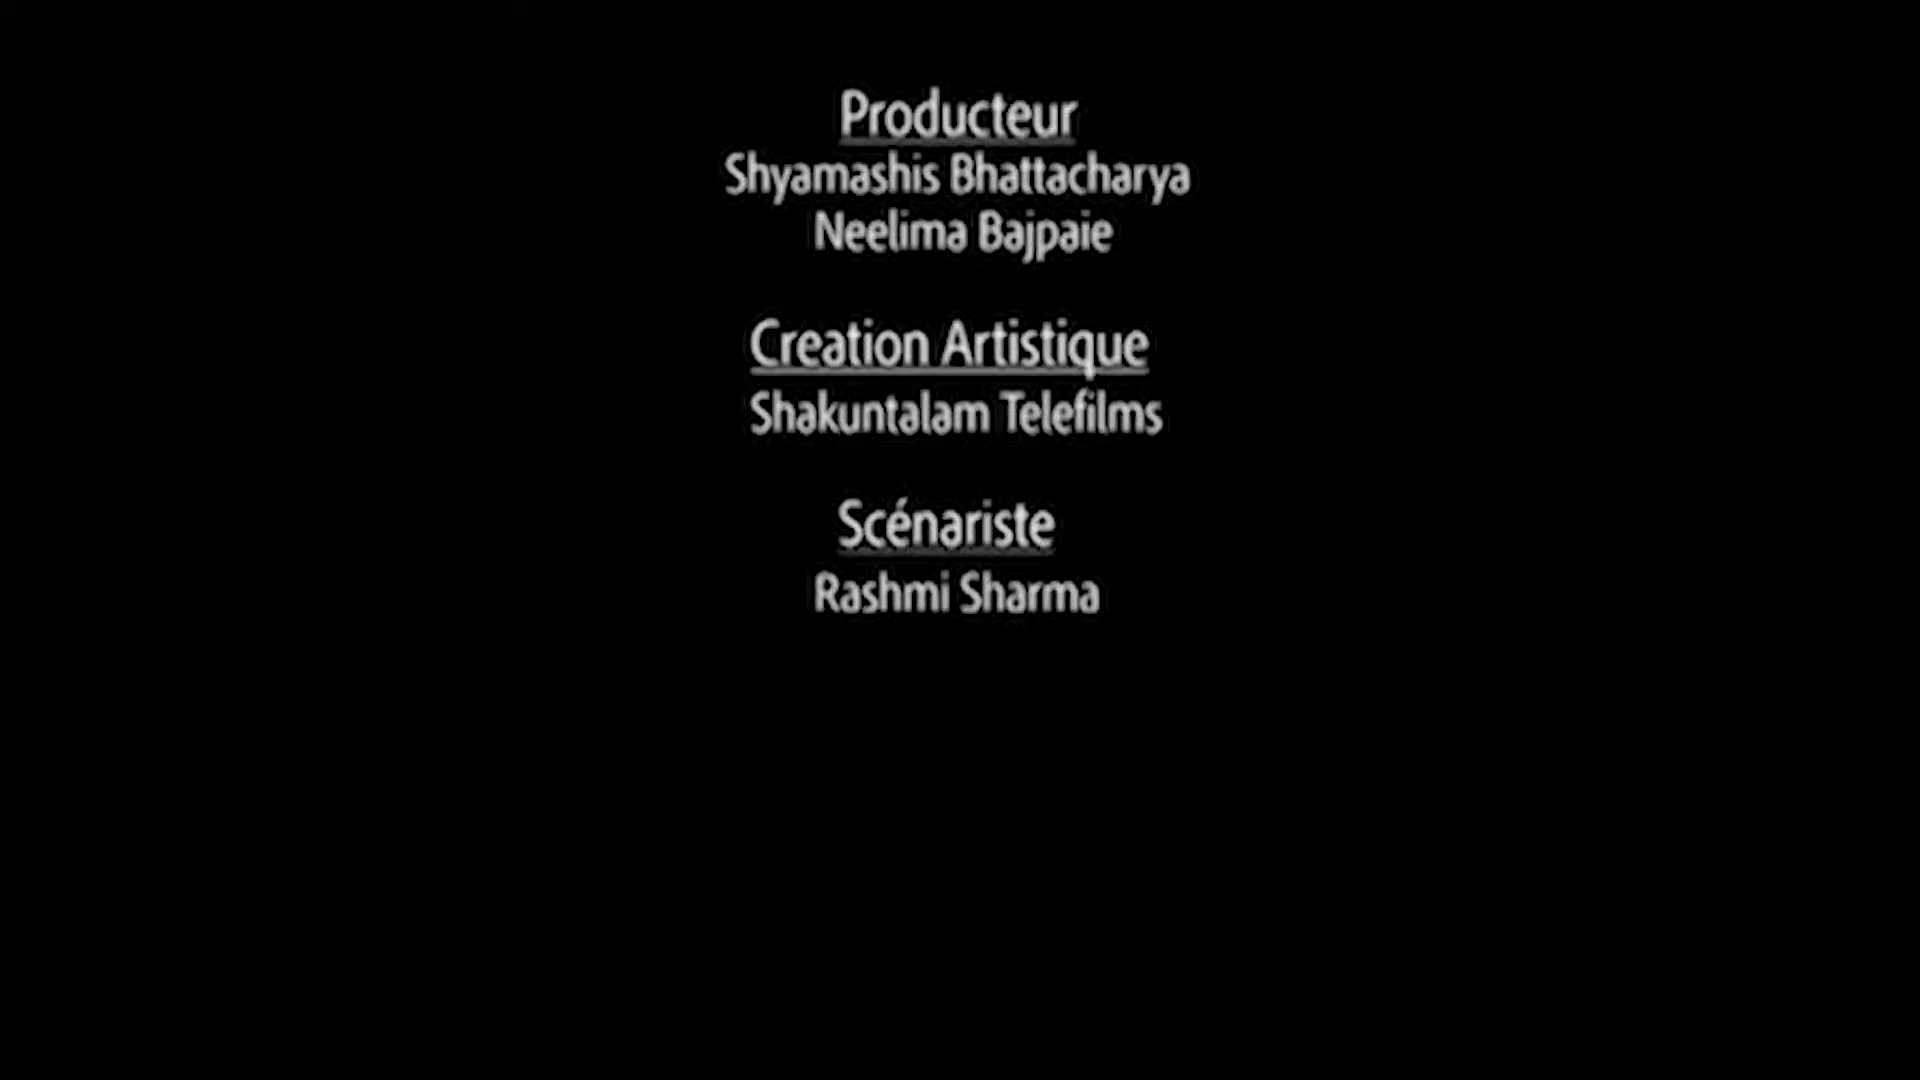 Producteur
Shyamashis Bhattacharya
Neelima Bajpaie
Creation Artistique
Shakuntalam Telefilms
Scénariste
Rashmi Sharma